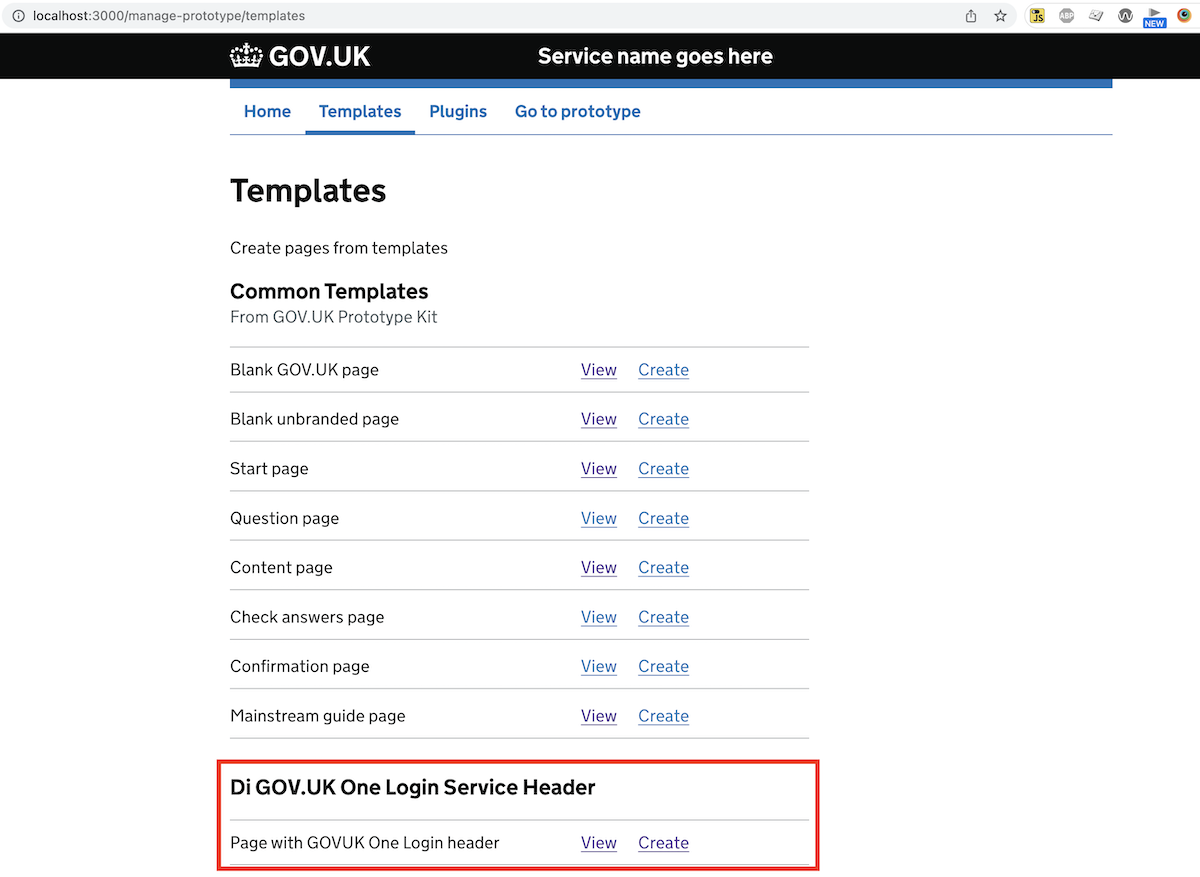 localhost:3000/manage-prototype/templates
JS ABP NEW
GOV.UK Service name goes here
Home Templates Plugins Go to prototype
Templates
Create pages from templates
Common Templates
From GOV.UK Prototype Kit
Blank GOV.UK page View Create
Blank unbranded page View Create
Start page View Create
Question page View Create
Content page View Create
Check answers page View Create
Confirmation page View Create
Mainstream guide page View Create
Di GOV.UK One Login Service Header
Page with GOVUK One Login header View Create